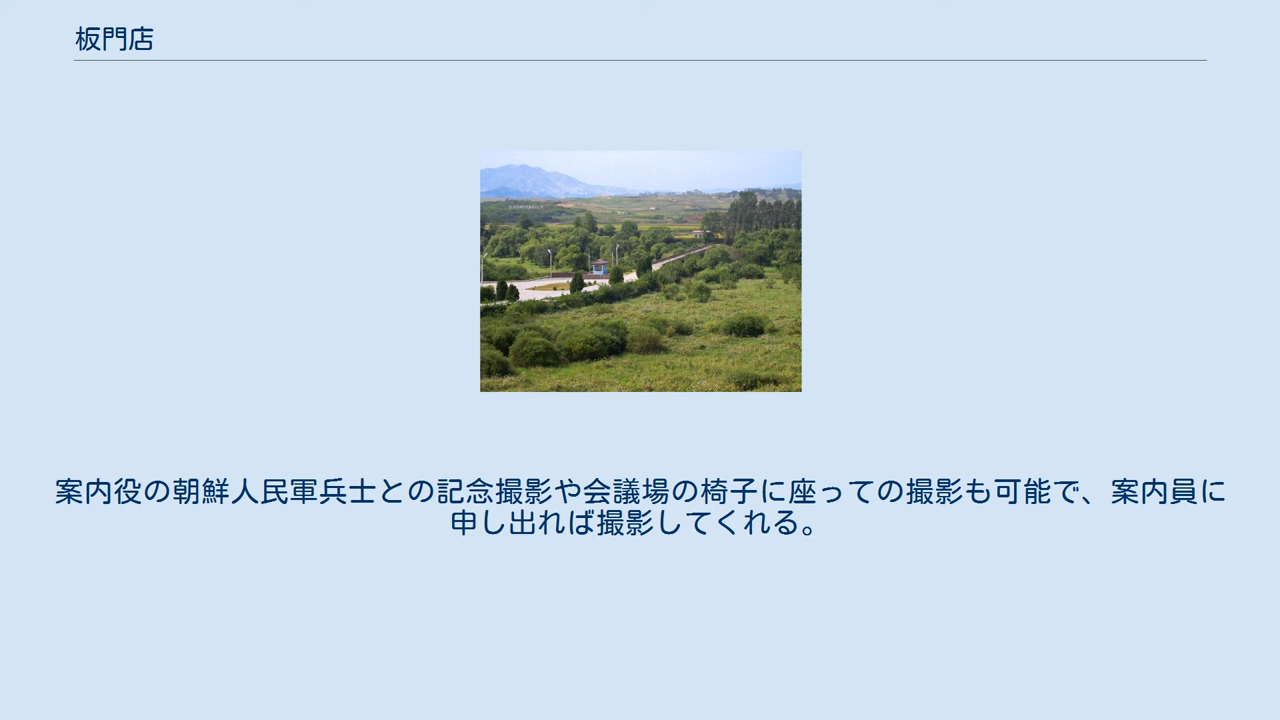 板門店
案内役の朝鮮人民軍兵士との記念撮影や会議場の椅子に座っての撮影も可能で、案内員に
申し出れば撮影してくれる。